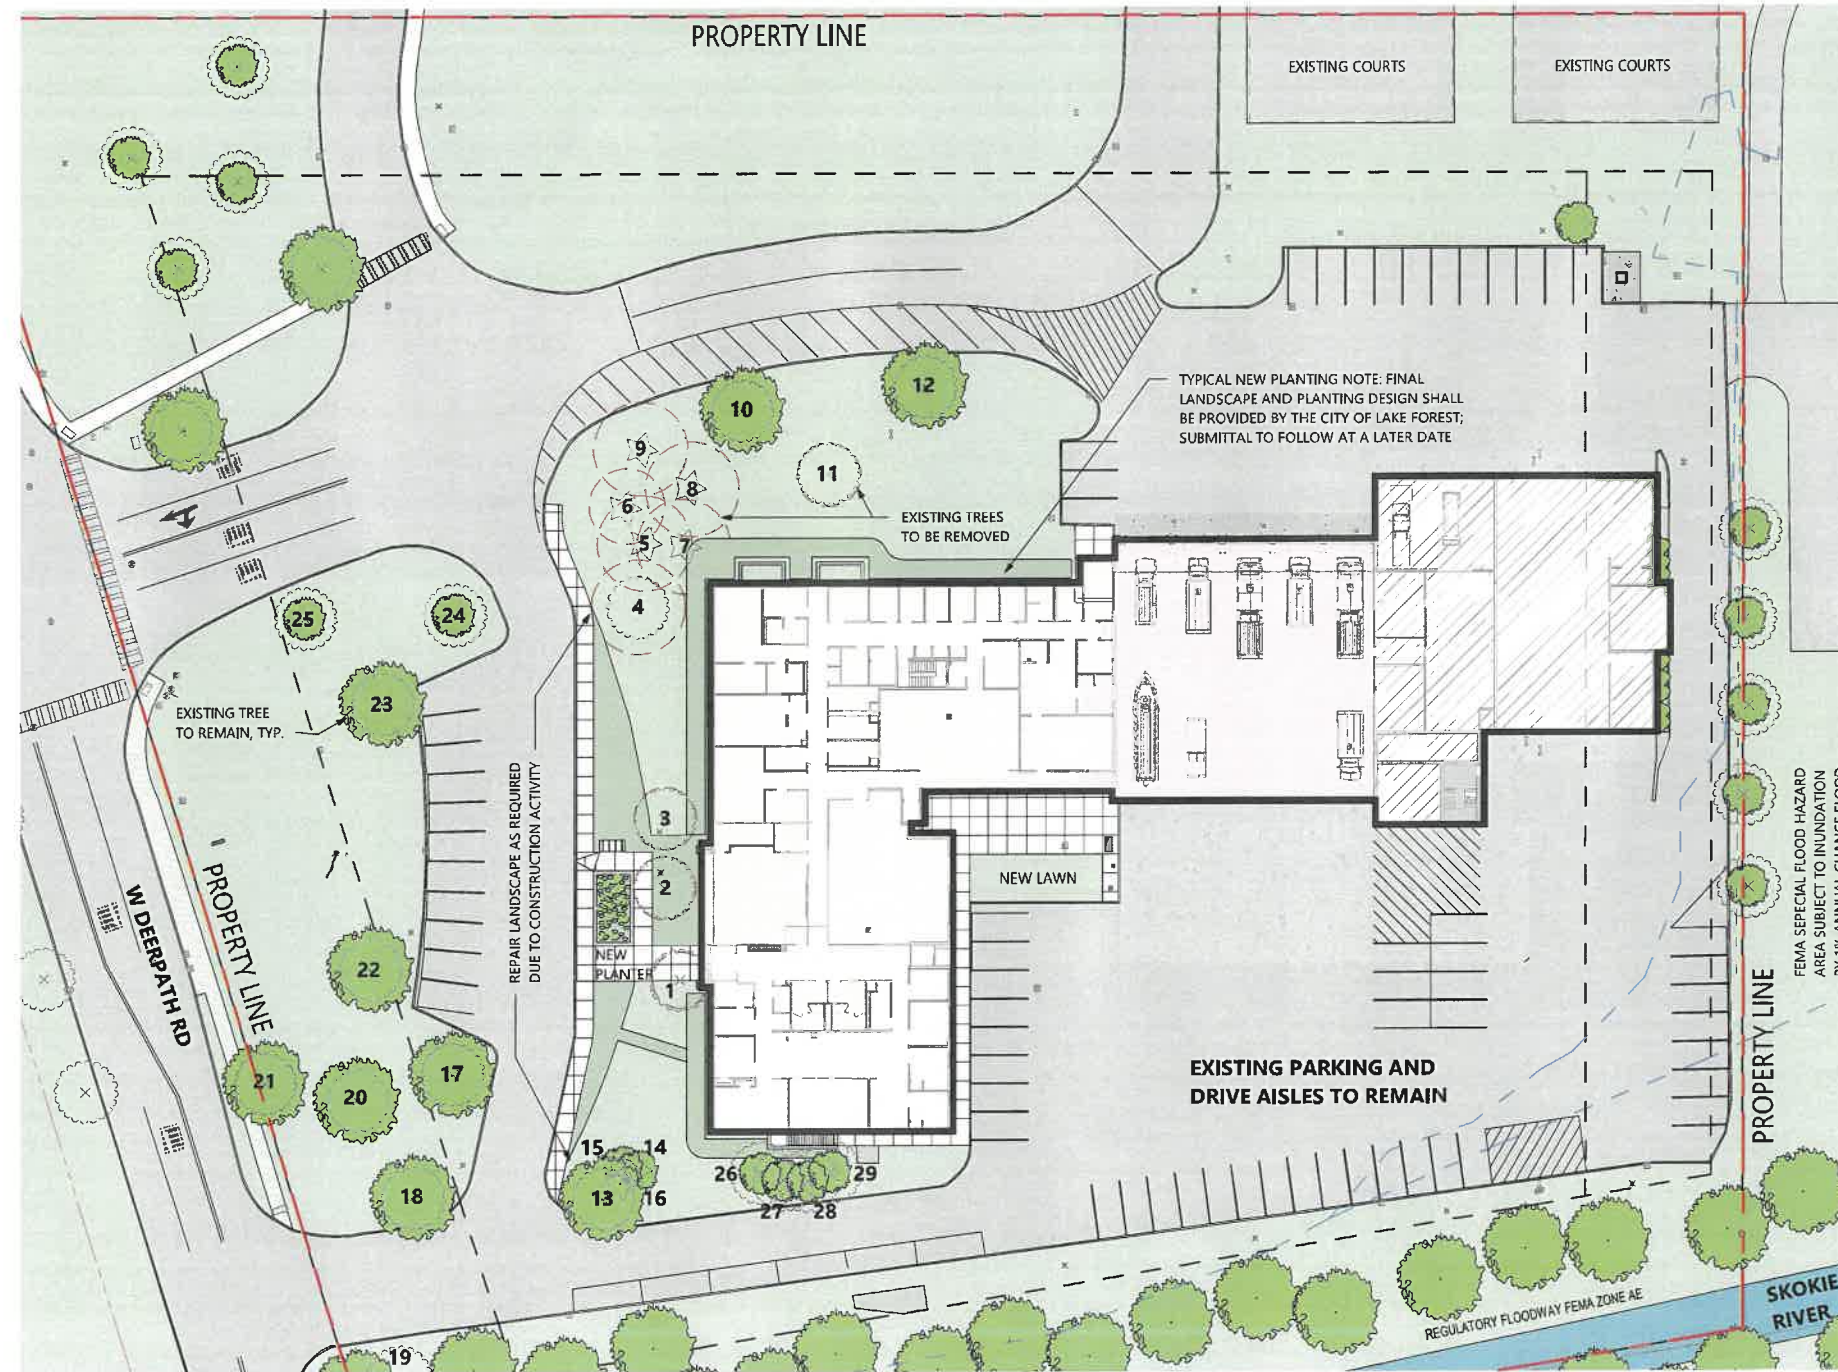 PROPERTY LINE
EXISTING COURTS
EXISTING COURTS
TYPICAL NEW PLANTING NOTE: FINAL
LANDSCAPE AND PLANTING DESIGN SHALL
BE PROVIDED BY THE CITY OF LAKE FOREST;
SUBMITTAL TO FOLLOW AT A LATER DATE
12
10
9
11
8
6
EXISTING TREES
TO BE REMOVED
5
7
4
25
24
23
EXISTING TREE
TO REMAIN, TYP.
REPAIR LANDSCAPE AS REQUIRED
DUE TO CONSTRUCTION ACTIVITY
3
2
NEW LAWN
NEW
PLANTER
1
W DEERPATH RD
PROPERTY LINE
22
21
20
17
18
EXISTING PARKING AND
DRIVE AISLES TO REMAIN
PROPERTY LINE
FEMA SEPECIAL FLOOD HAZARD
AREA SUBJECT TO INUNDATION
BY 1% ANNUAL CHANCE FLOOD
15
14
13
16
26
29
27
28
19
REGULATORY FLOODWAY FEMA ZONE AE
SKOKIE
RIVER